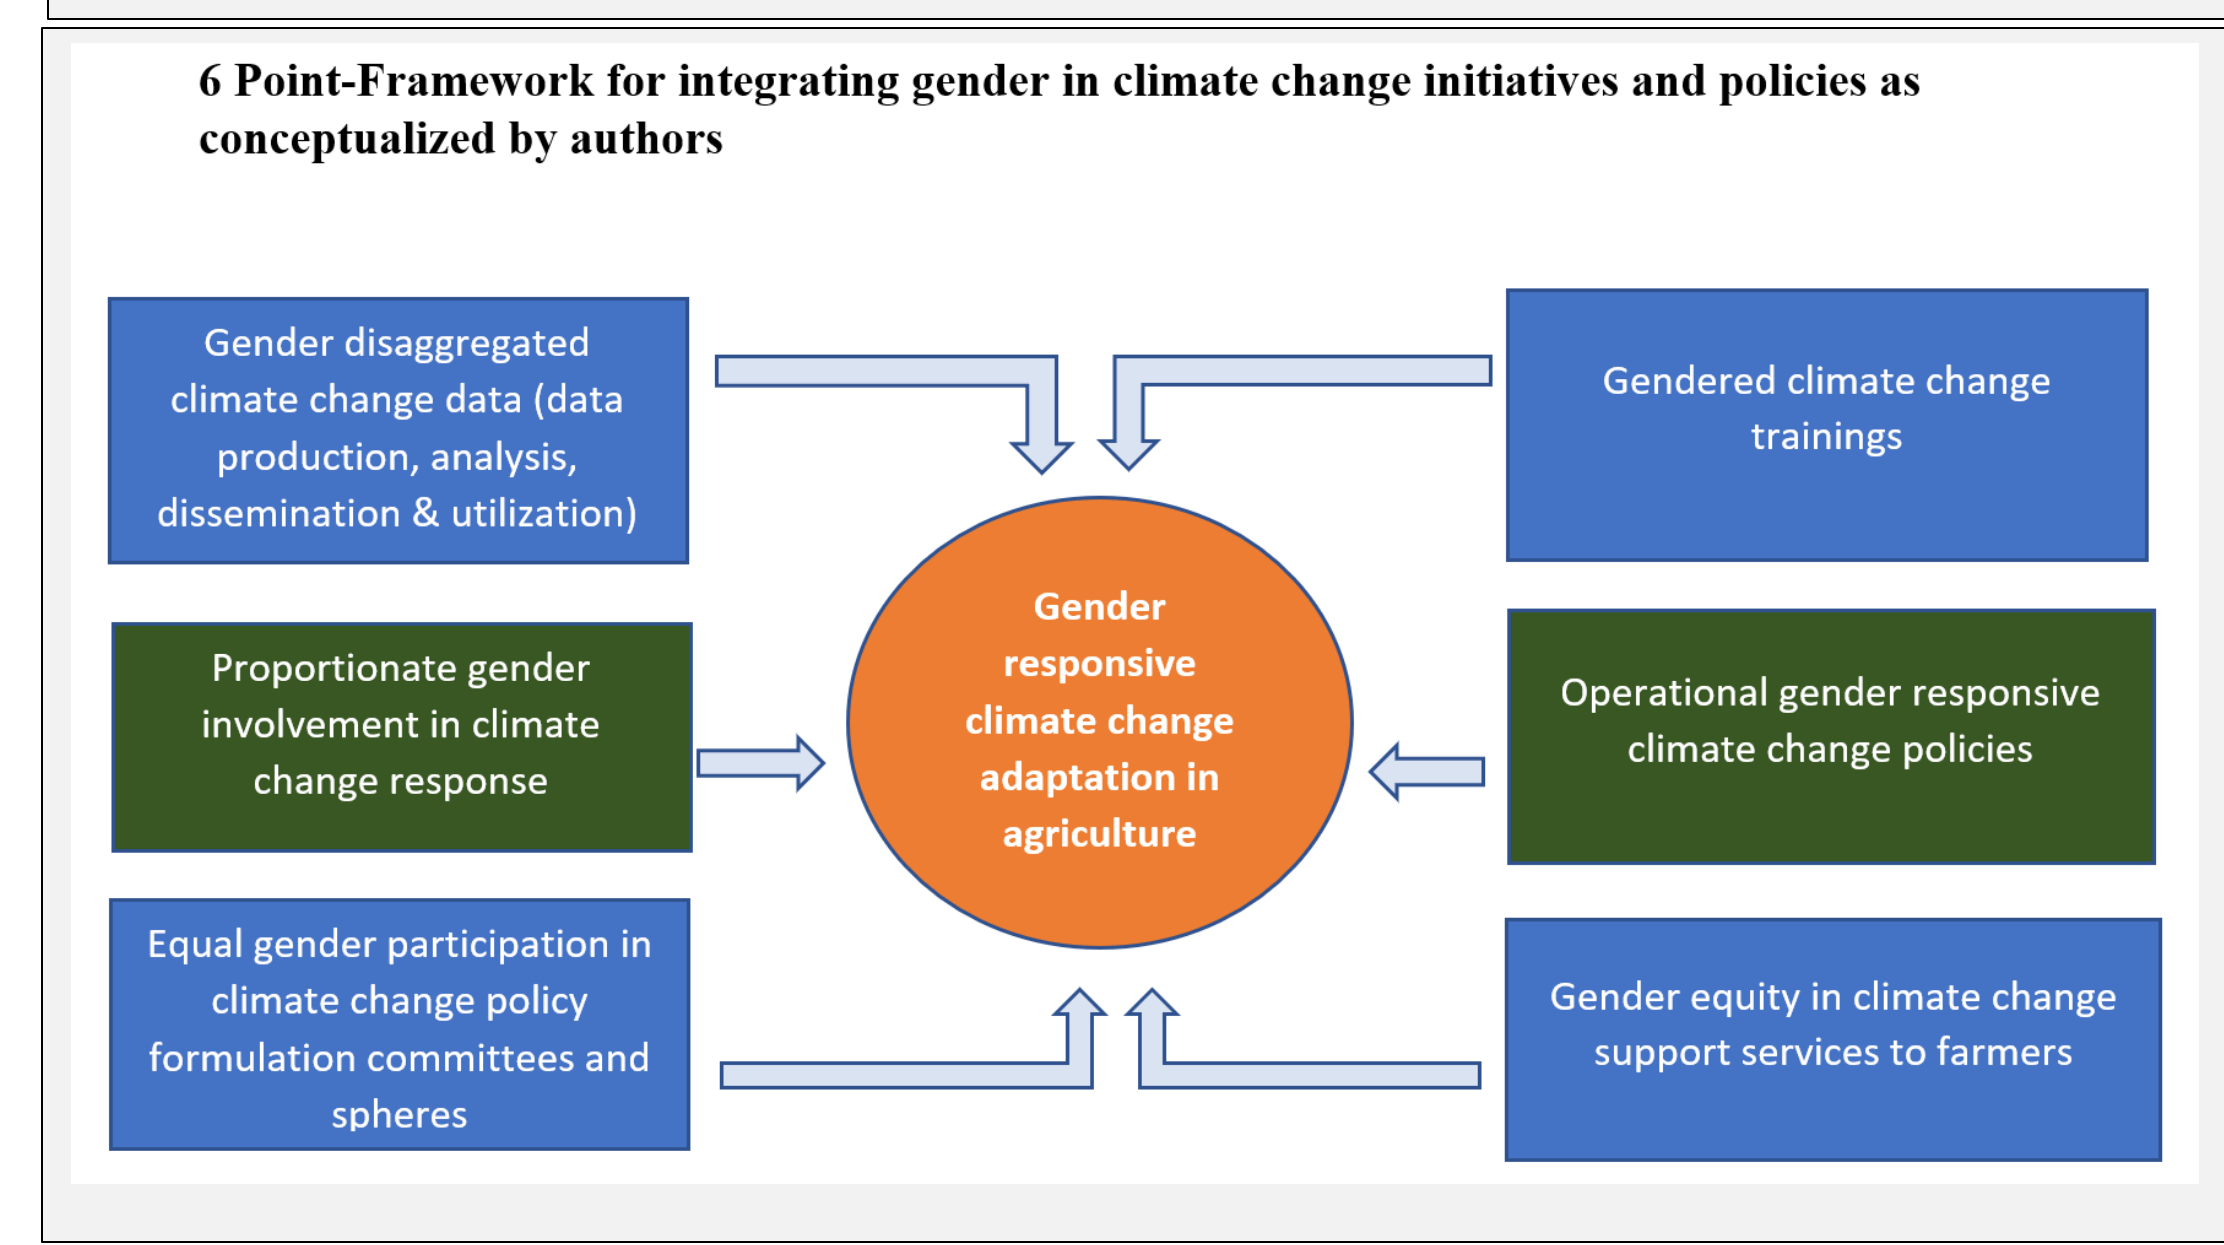 6 Point-Framework for integrating gender in climate change initiatives and policies as
conceptualized by authors
Gender disaggregated
climate change data (data
production, analysis,
dissemination & utilization)
Gendered climate change
trainings
Gender
responsive
climate change
adaptation in
agriculture
Proportionate gender
involvement in climate
change response
Operational gender responsive
climate change policies
Equal gender participation in
climate change policy
formulation committees and
spheres
Gender equity in climate change
support services to farmers